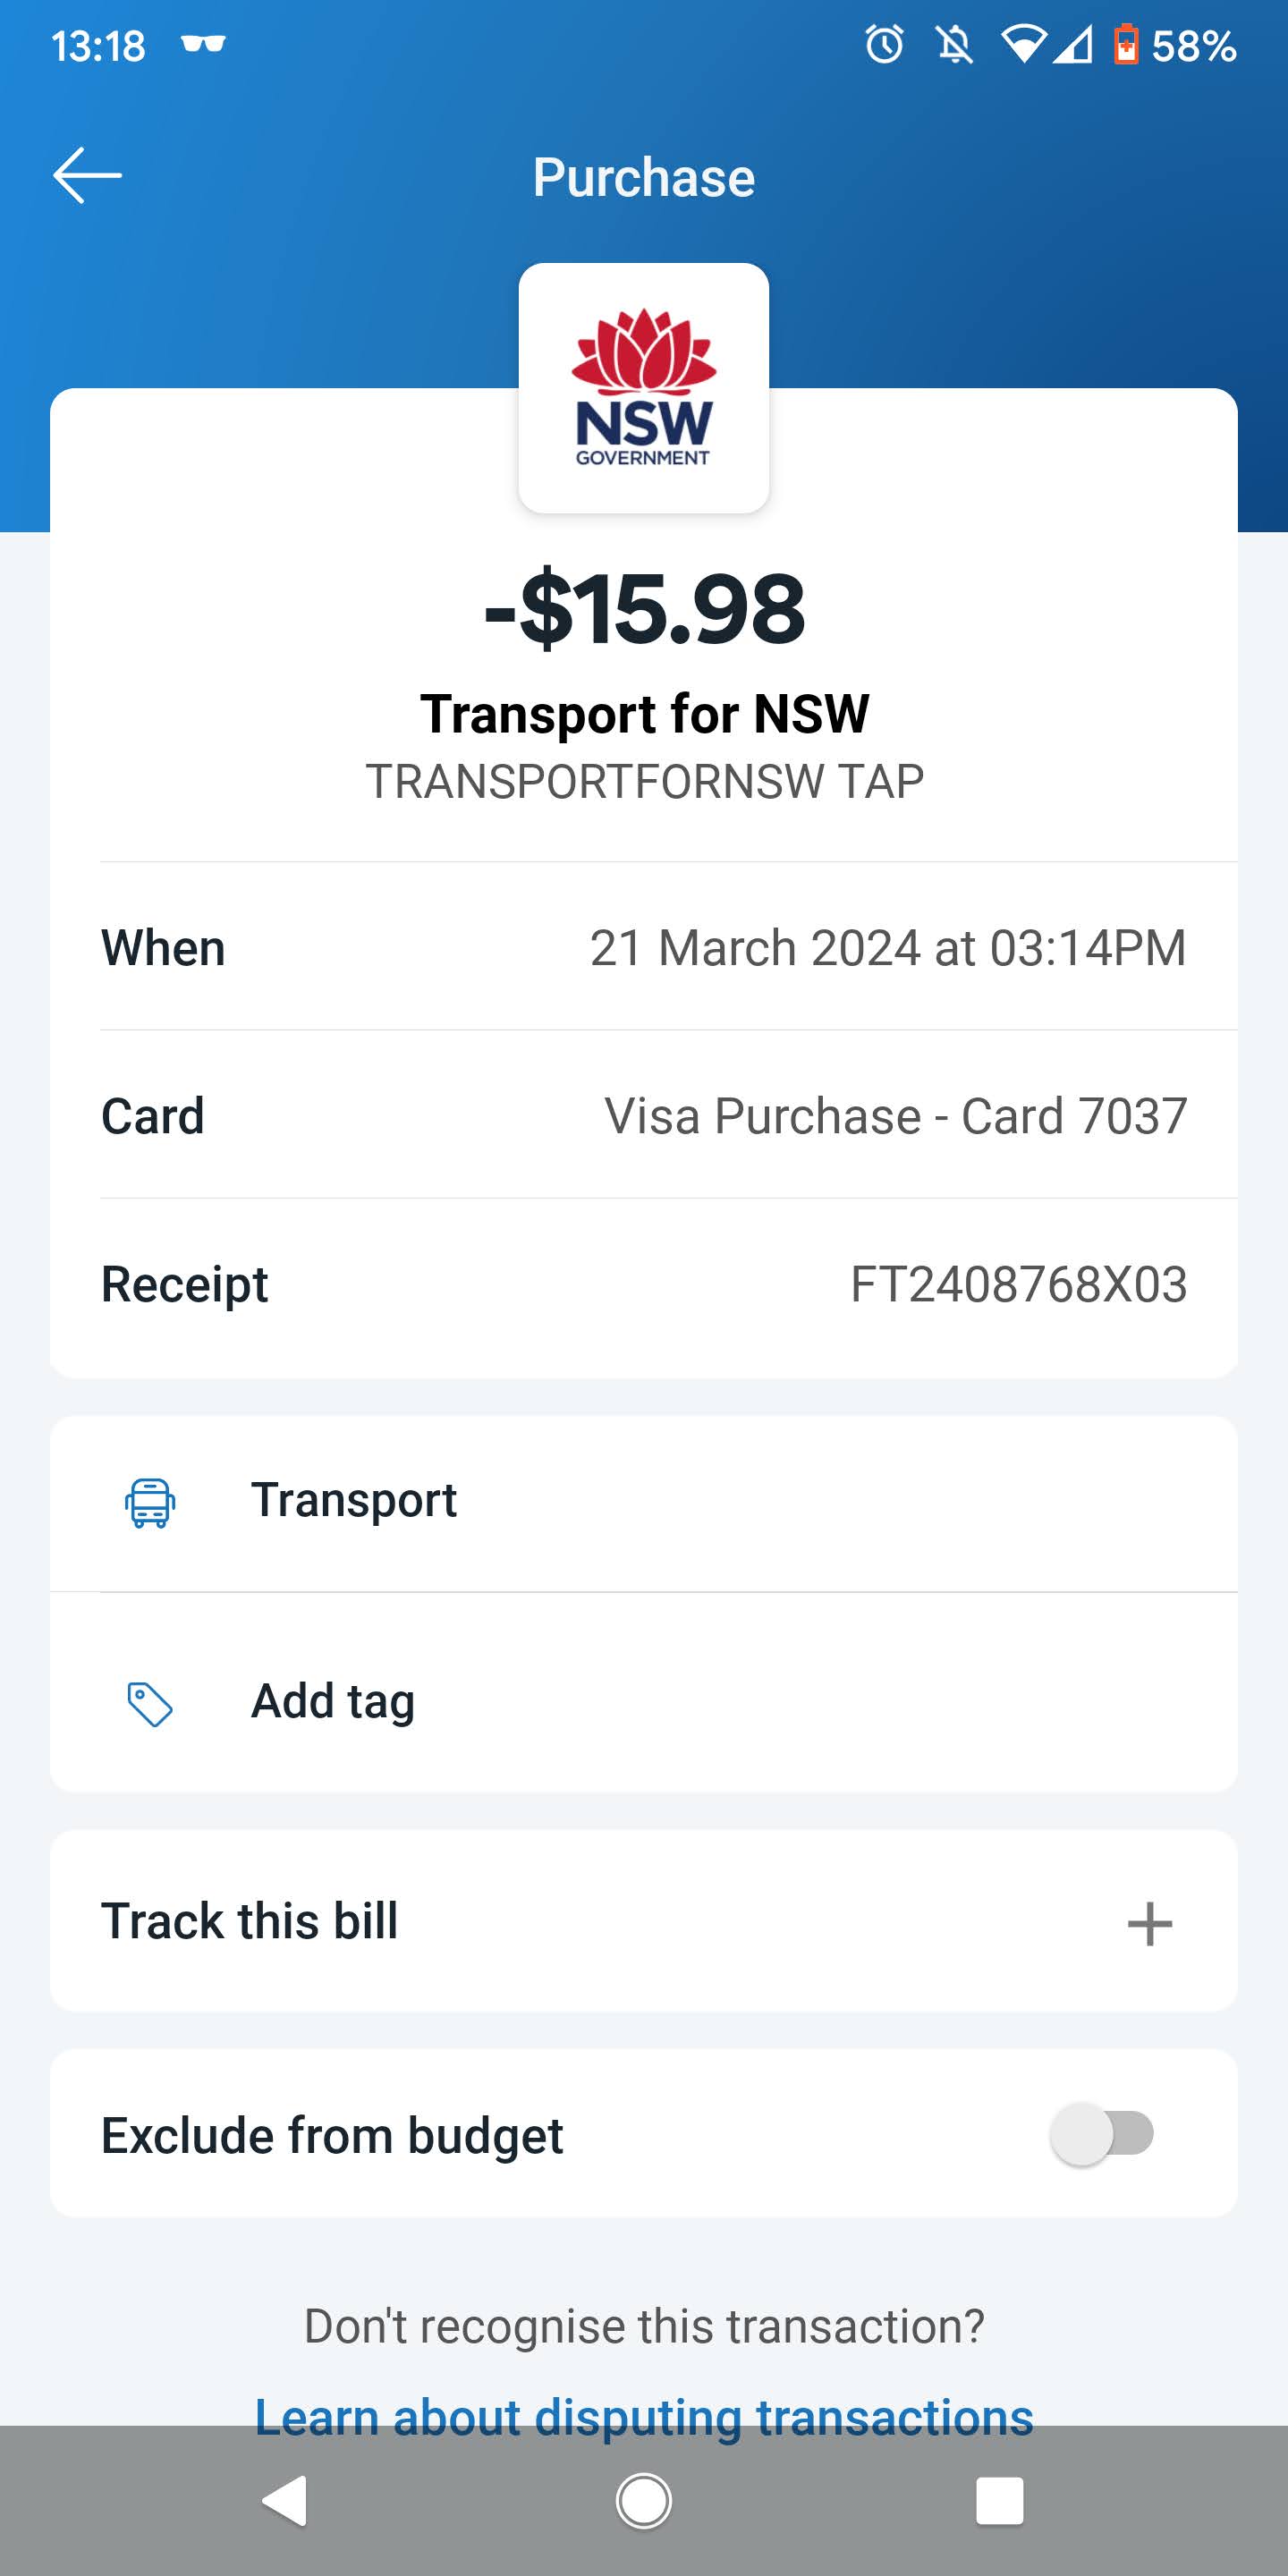 13:18 58%
Purchase
NSW
GOVERNMENT
-$15.98
Transport for NSW
TRANSPORTFORNSW TAP
When 21 March 2024 at 03:14PM
Card Visa Purchase - Card 7037
Receipt FT2408768X03
Transport
Add tag
Track this bill
Exclude from budget
Don't recognise this transaction?
Learn about disputing transactions